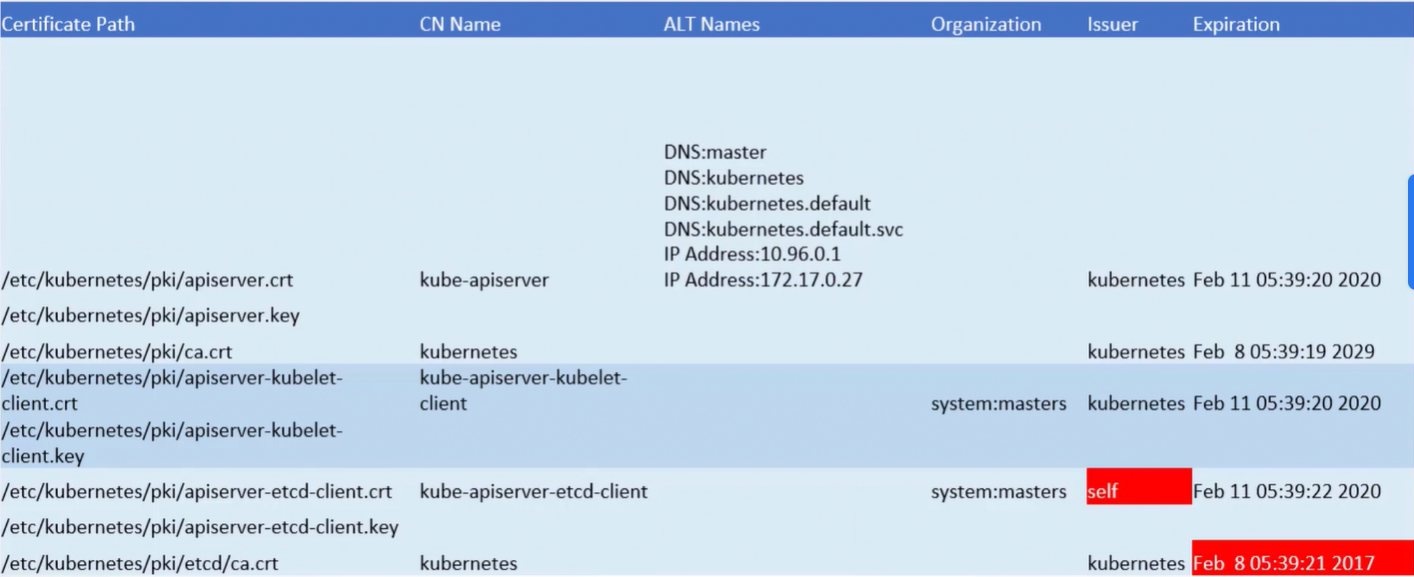 Certificate Path CN Name ALT Names Organization Issuer Expiration
DNS:master
DNS:kubernetes
DNS:kubernetes.default
DNS:kubernetes.default.svc
IP Address:10.96.0.1
/etc/kubernetes/pki/apiserver.crt kube-apiserver IP Address:172.17.0.27 kubernetes Feb 11 05:39:20 2020
/etc/kubernetes/pki/apiserver.key
/etc/kubernetes/pki/ca.crt kubernetes kubernetes Feb 8 05:39:19 2029
/etc/kubernetes/pki/apiserver-kubelet- kube-apiserver-kubelet-
client.crt client system:masters kubernetes Feb 11 05:39:20 2020
/etc/kubernetes/pki/apiserver-kubelet-
client.key
/etc/kubernetes/pki/apiserver-etcd-client.crt kube-apiserver-etcd-client system:masters self Feb 11 05:39:22 2020
/etc/kubernetes/pki/apiserver-etcd-client.key
/etc/kubernetes/pki/etcd/ca.crt kubernetes kubernetes Feb 8 05:39:21 2017